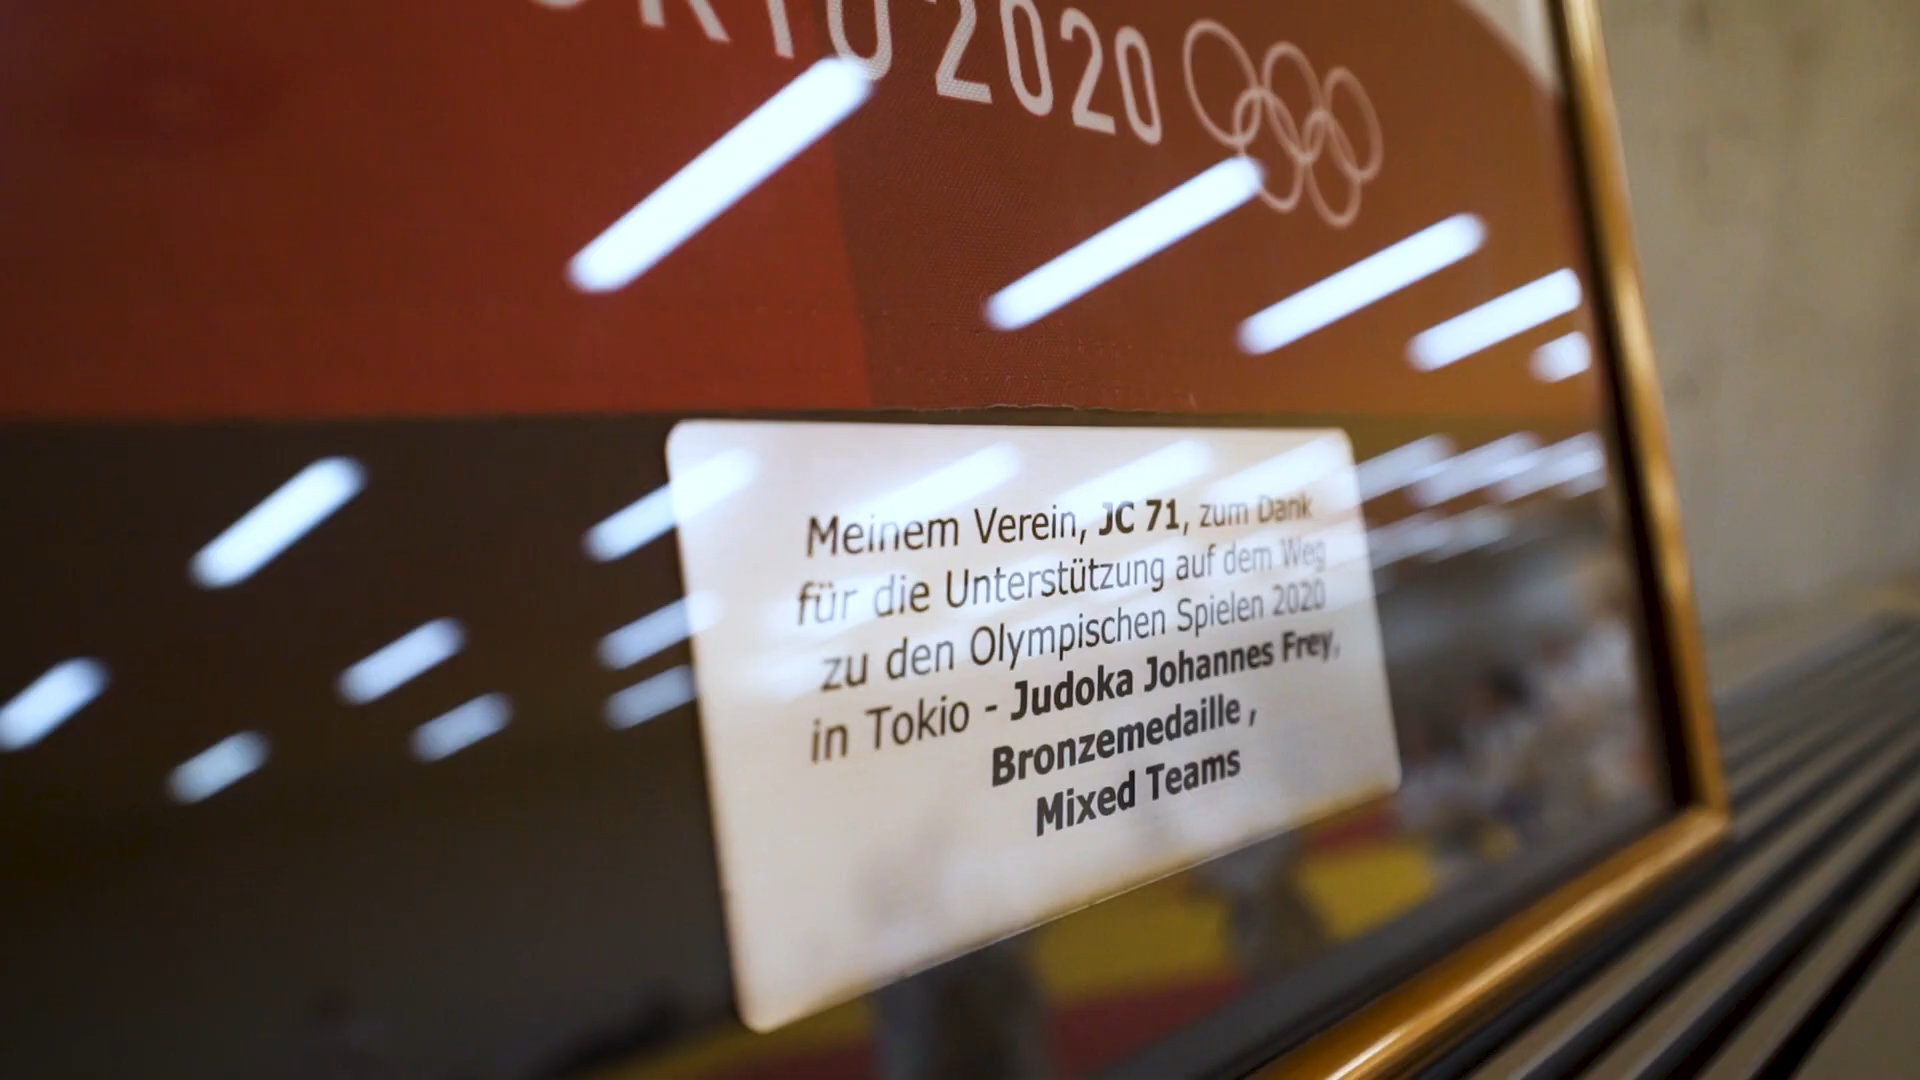 TOKYO 2020
Meinem Verein, JC 71, zum Dank
für die Unterstützung auf dem Weg
zu den Olympischen Spielen 2020
in Tokio - Judoka Johannes Frey,
Bronzemedaille ,
Mixed Teams